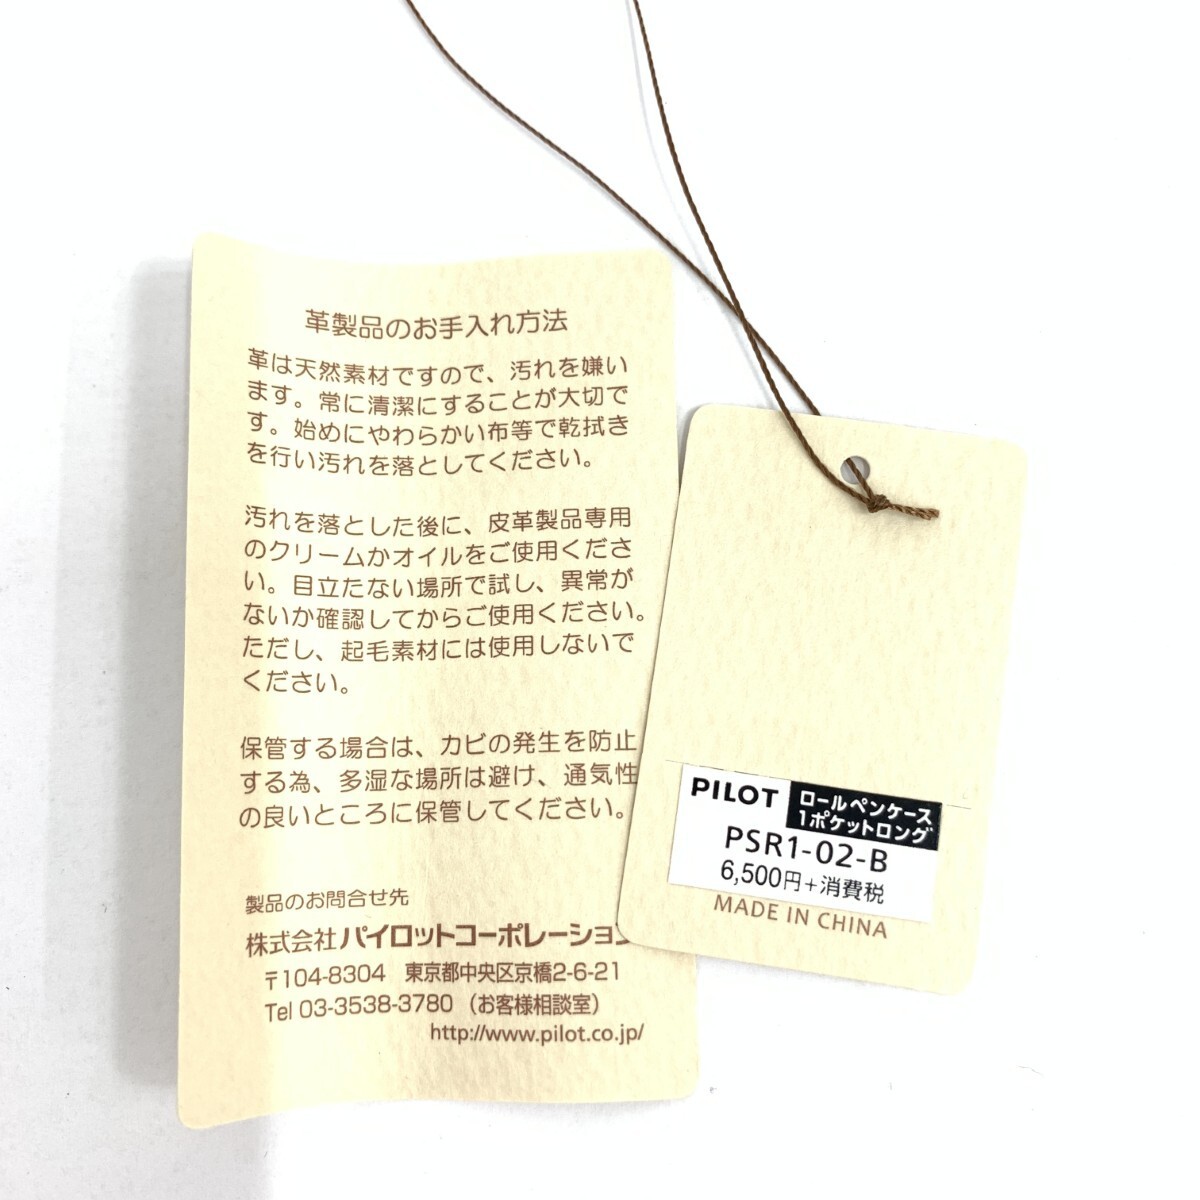 革製品のお手入れ方法
革は天然素材ですので、汚れを嫌い
ます。常に清潔にすることが大切で
す。始めにやわらかい布等で乾拭き
を行い汚れを落としてください。
汚れを落とした後に、皮革製品専用
のクリームかオイルをご使用くださ
い。目立たない場所で試し、異常が
ないか確認してからご使用ください。
ただし、起毛素材には使用しないで
ください。
保管する場合は、カビの発生を防止
する為、多湿な場所は避け、通気性
の良いところに保管してください。
製品のお問合せ先
株式会社パイロットコーポレーション
〒104-8304 東京都中央区京橋2-6-21
Tel 03-3538-3780（お客様相談室）
http://www.pilot.co.jp/
PILOT ロールペンケース
1ポケットロング
PSR1-02-B
6,500円+消費税
MADE IN CHINA